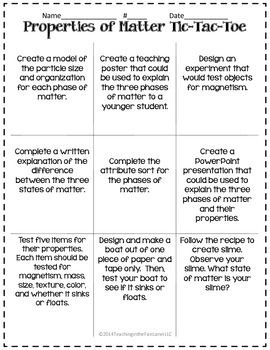 Name # Date
Properties of Matter Tic-Tac-Toe
Create a model of
the particle size
and organization
for each phase of
matter.
Create a teaching
poster that could
be used to explain
the three phases
of matter to a
younger student.
Design an
experiment that
would test objects
for magnetism.
Complete a written
explanation of the
difference
between the three
states of matter.
Complete the
attribute sort for
the phases of
matter.
Create a
PowerPoint
presentation that
could be used to
explain the three
phases of matter
and their
properties.
Test five items for
their properties.
Each item should be
tested for
magnetism, mass,
size, texture, color,
and whether it sinks
or floats.
Design and make a
boat out of one
piece of paper and
tape only. Then,
test your boat to
see if it sinks or
floats.
Follow the recipe
to create slime.
Observe your
slime. What state
of matter is your
slime?